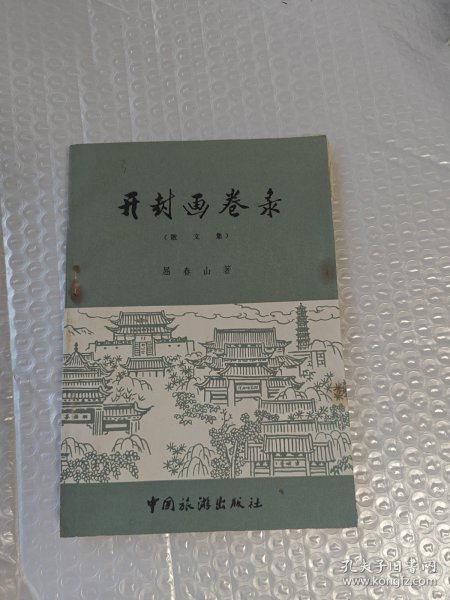 开封画卷录
（散文集）
屈春山 著
中国旅游出版社
孔夫子旧书网
www.kongfz.com